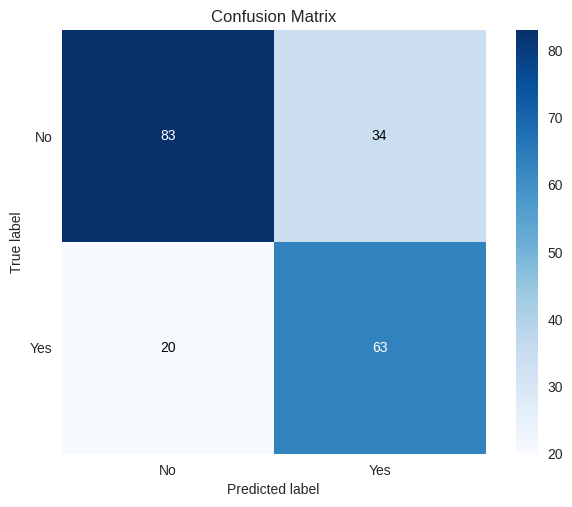 Confusion Matrix
True label
No
83
34
Yes
20
63
No
Yes
Predicted label
80
70
60
50
40
30
20